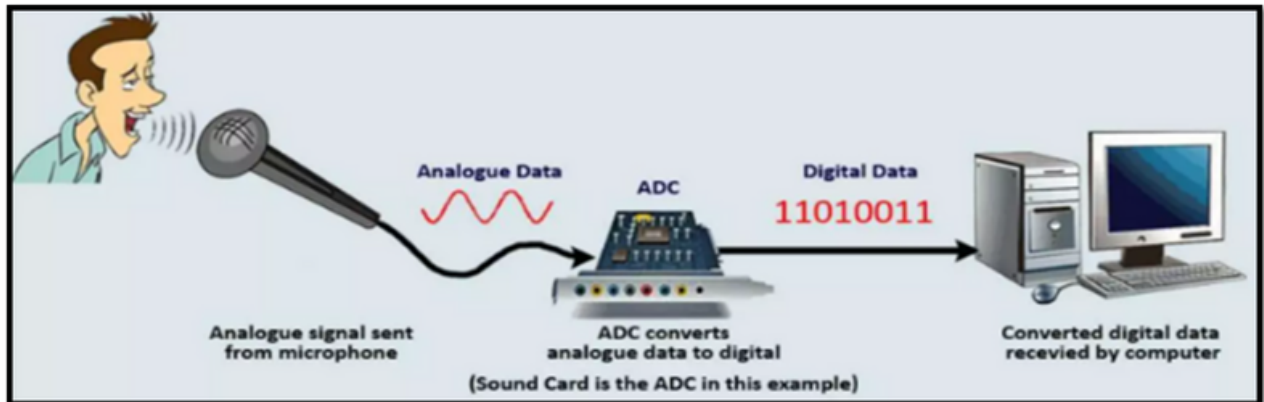 Analogue Data
ADC
Digital Data
11010011
Analogue signal sent
from microphone
ADC converts
analogue data to digital
(Sound Card is the ADC in this example)
Converted digital data
recevied by computer